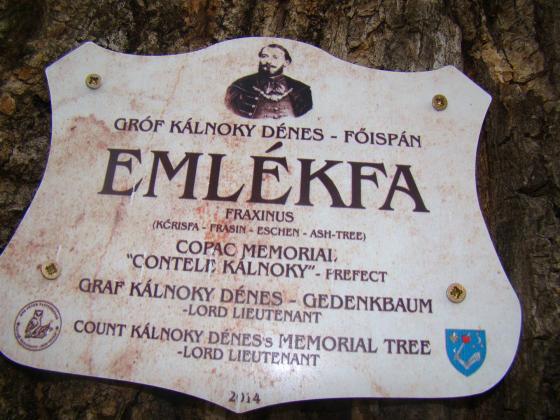 GRÓF KÁLNOKY DÉNES - FŐISPÁN
EMLÉKFA
FRAXINUS
(KŐRISFA - FRASIN - ESCHEN - ASH-TREE)
COPAC MEMORIAL
"CONTELE KÁLNOKY"- PREFECT
GRAF KÁLNOKY DÉNES - GEDENKBAUM
-LORD LIEUTENANT
COUNT KÁLNOKY DÉNES's MEMORIAL TREE
-LORD LIEUTENANT
2014